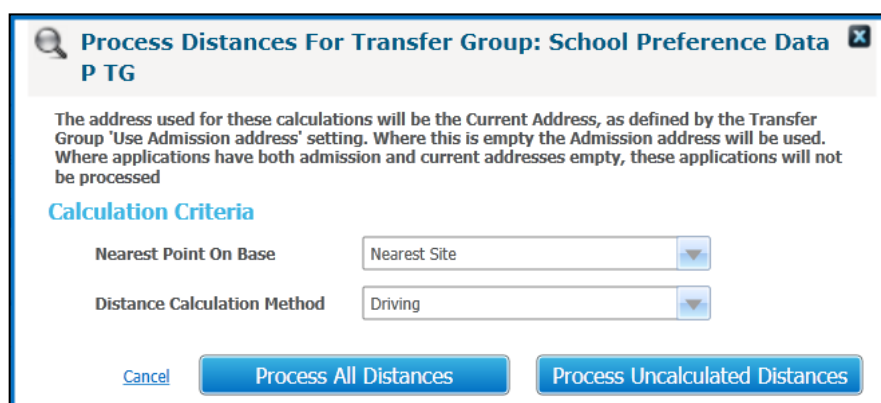 Process Distances For Transfer Group: School Preference Data
P TG
The address used for these calculations will be the Current Address, as defined by the Transfer
Group 'Use Admission address' setting. Where this is empty the Admission address will be used.
Where applications have both admission and current addresses empty, these applications will not
be processed
Calculation Criteria
Nearest Point On Base Nearest Site
Distance Calculation Method Driving
Cancel Process All Distances Process Uncalculated Distances